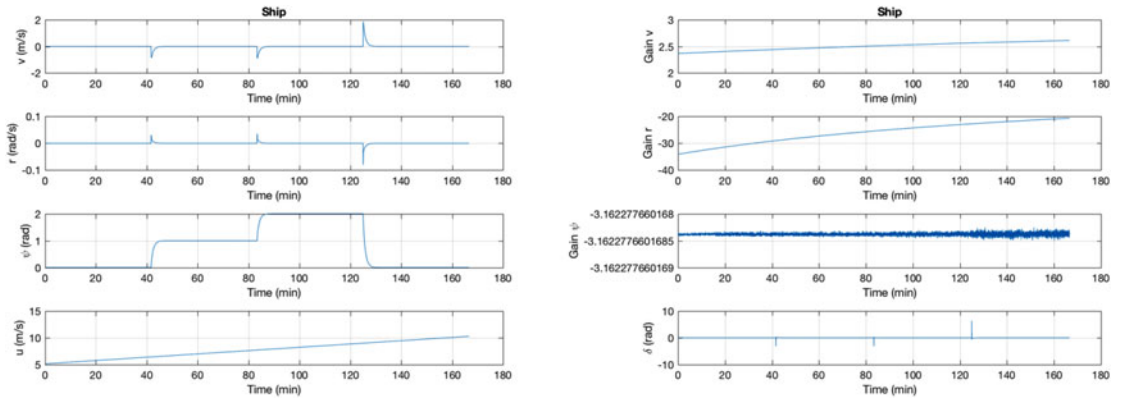 Ship
v (m/s)
2
0
-2
0 20 40 60 80 100 120 140 160 180
Time (min)
r (rad/s)
0.1
0
-0.1
0 20 40 60 80 100 120 140 160 180
Time (min)
ψ (rad)
2
1
0
0 20 40 60 80 100 120 140 160 180
Time (min)
u (m/s)
15
10
5
0 20 40 60 80 100 120 140 160 180
Time (min)
Ship
Gain v
3
2.5
2
0 20 40 60 80 100 120 140 160 180
Time (min)
Gain r
-20
-30
-40
0 20 40 60 80 100 120 140 160 180
Time (min)
Gain ψ
-3.162277660168
-3.1622776601685
-3.162277660169
0 20 40 60 80 100 120 140 160 180
Time (min)
δ (rad)
10
0
-10
0 20 40 60 80 100 120 140 160 180
Time (min)